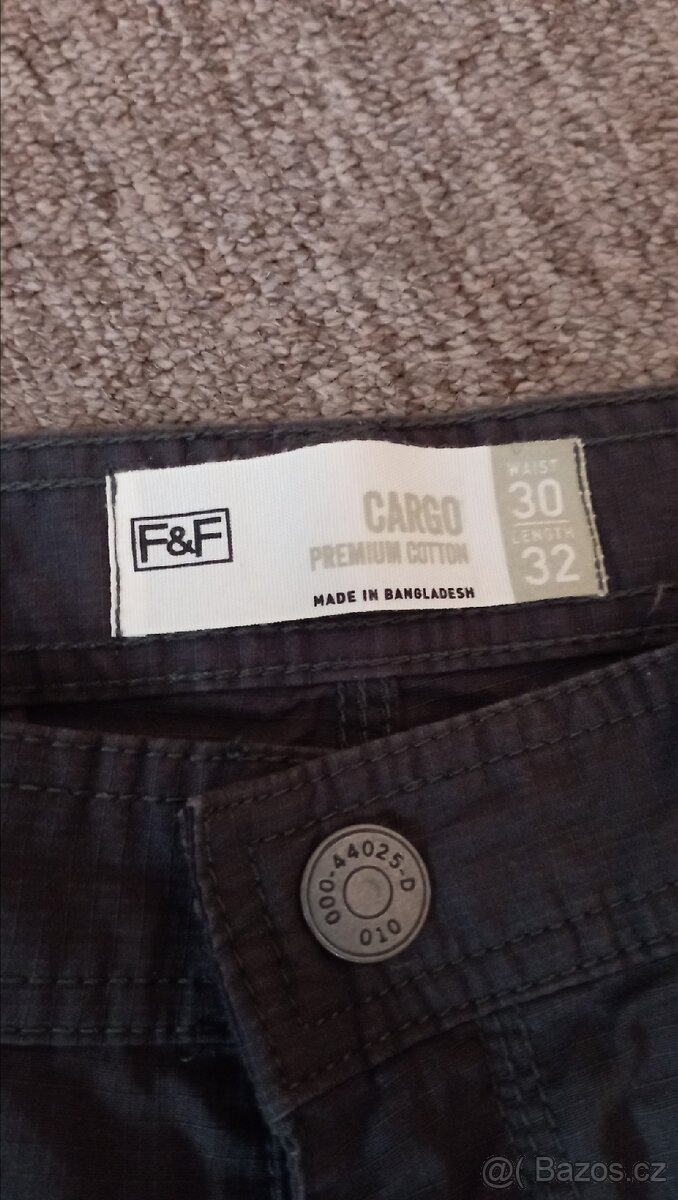 F&F
CARGO
PREMIUM COTTON
MADE IN BANGLADESH
WAIST
30
LENGTH
32
000-44025-D
010
@( Bazos.cz